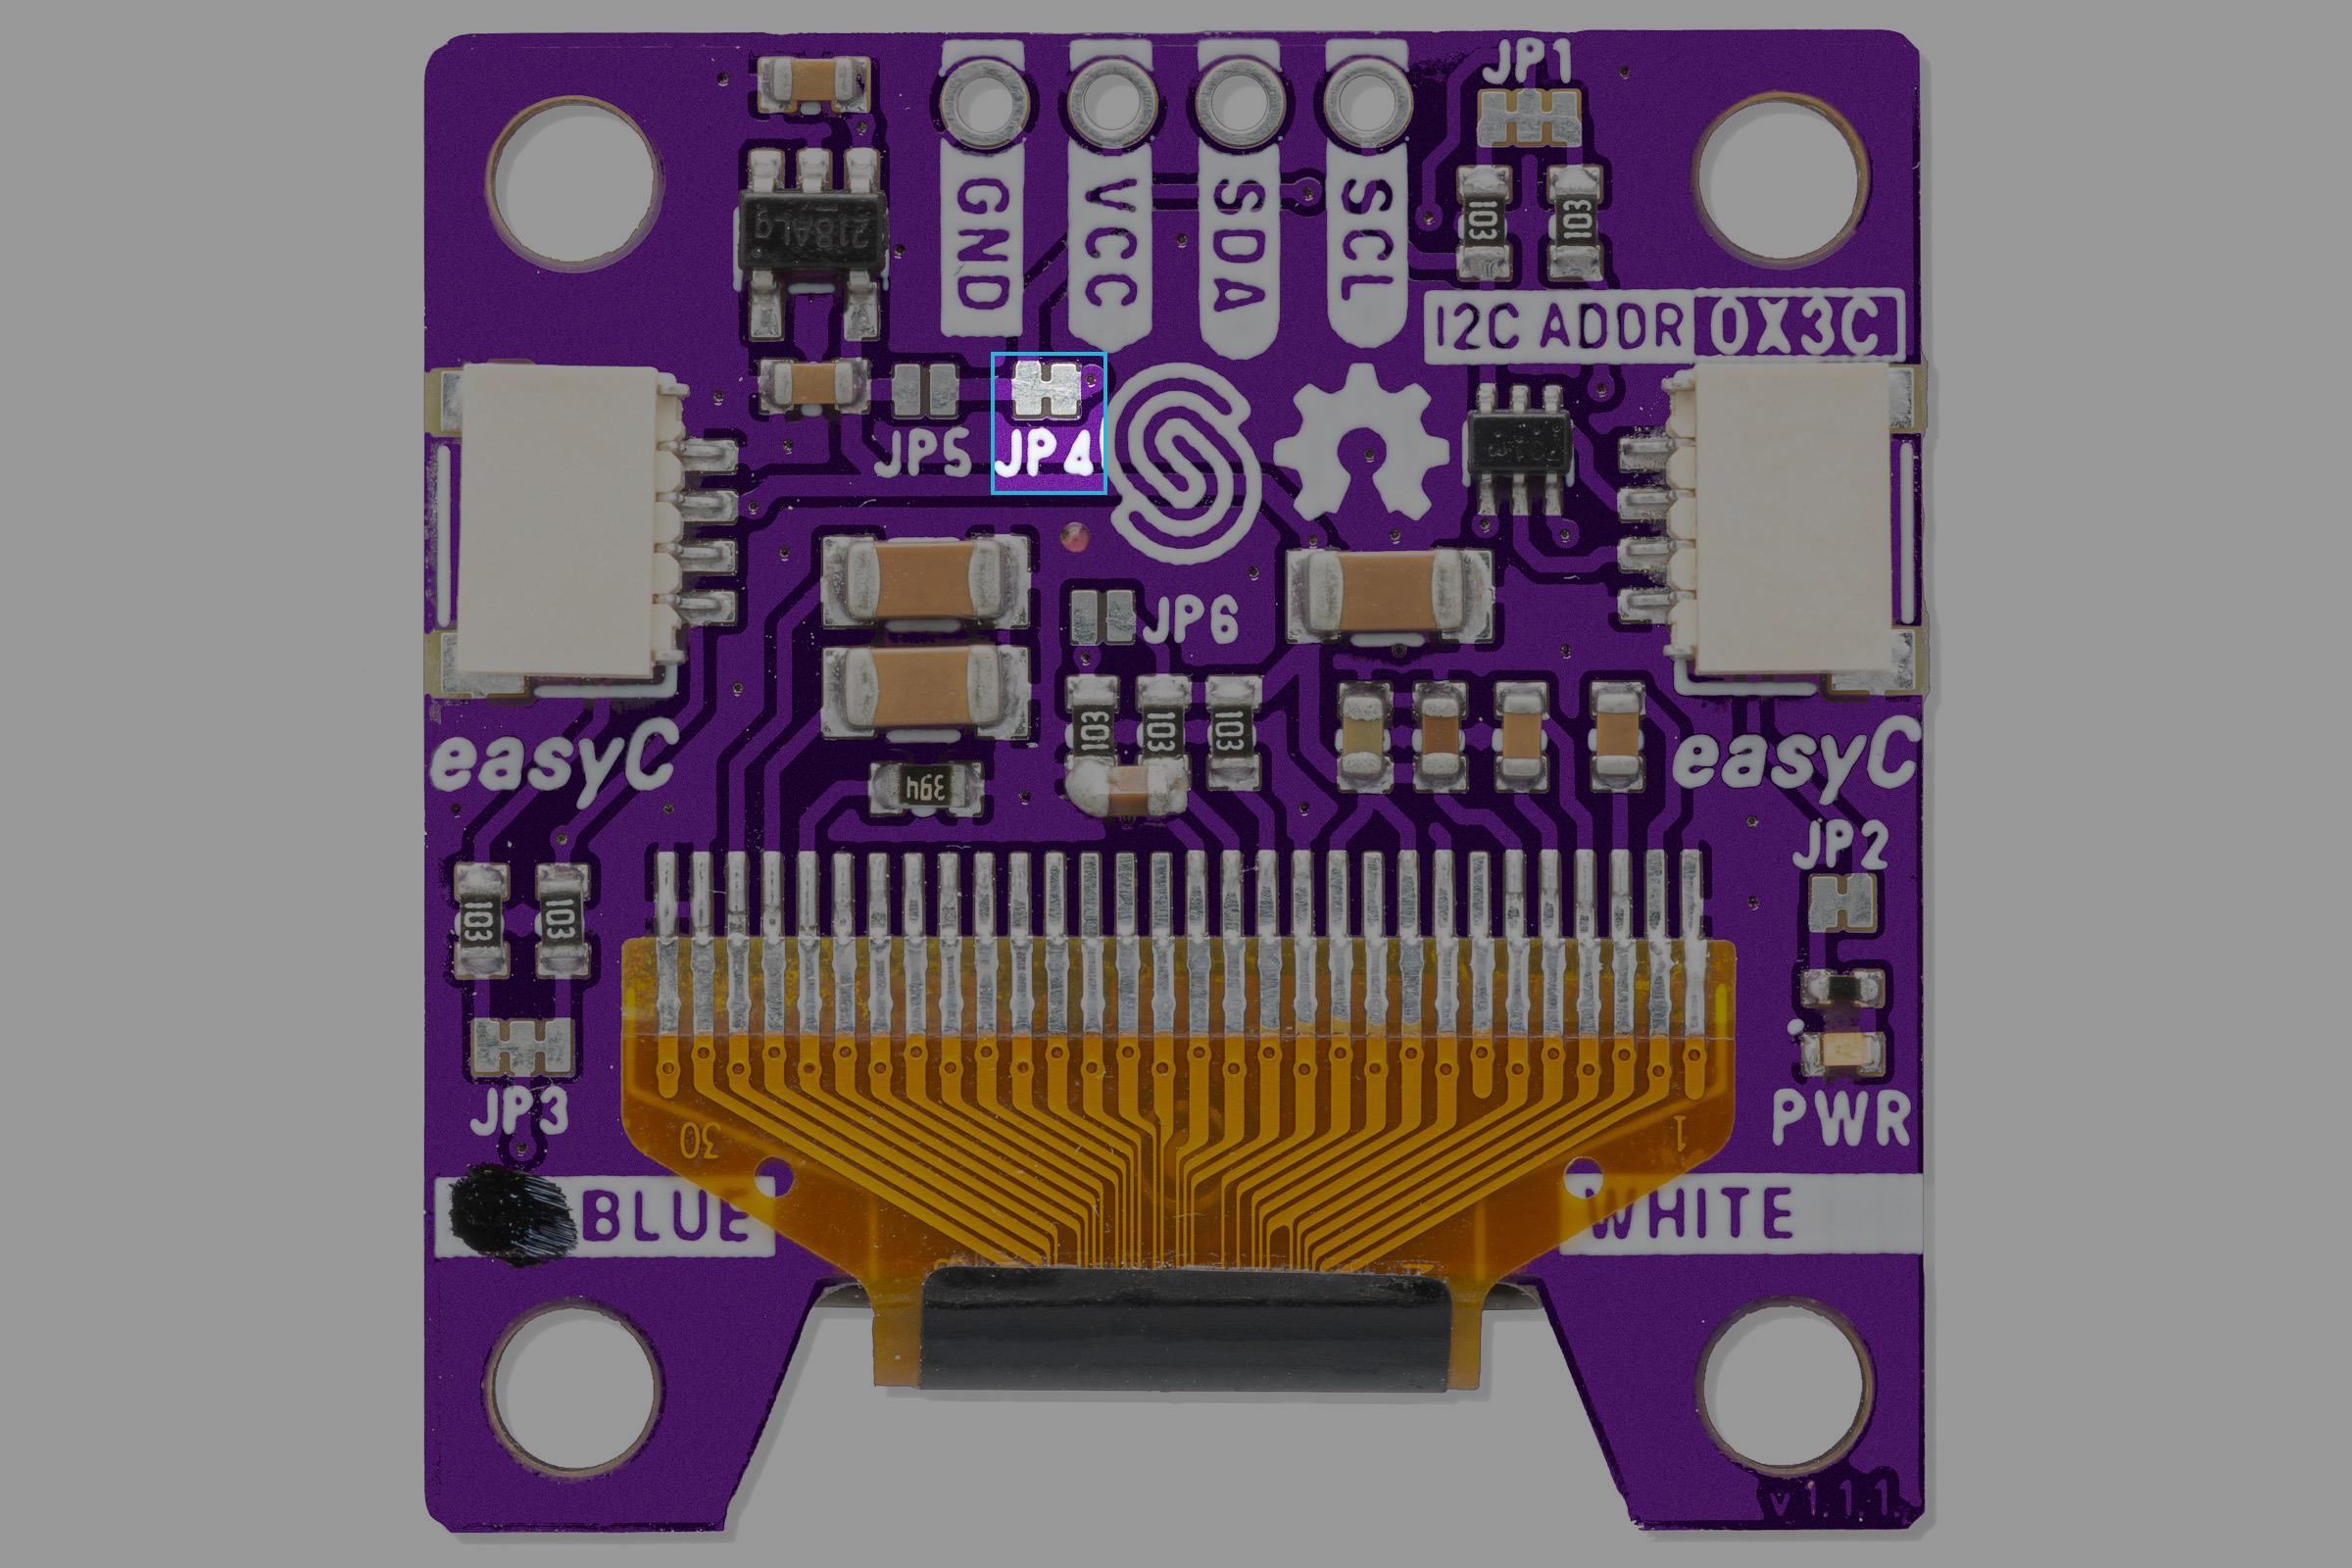 JP1
GND
VCC
SDA
SCL
218ALg
103
103
I2C ADDR 0X3C
JP5
JP4
JP6
easyC
103
103
103
easyC
394
JP2
103
103
JP3
30
1
PWR
BLUE
WHITE
v1.1.1.